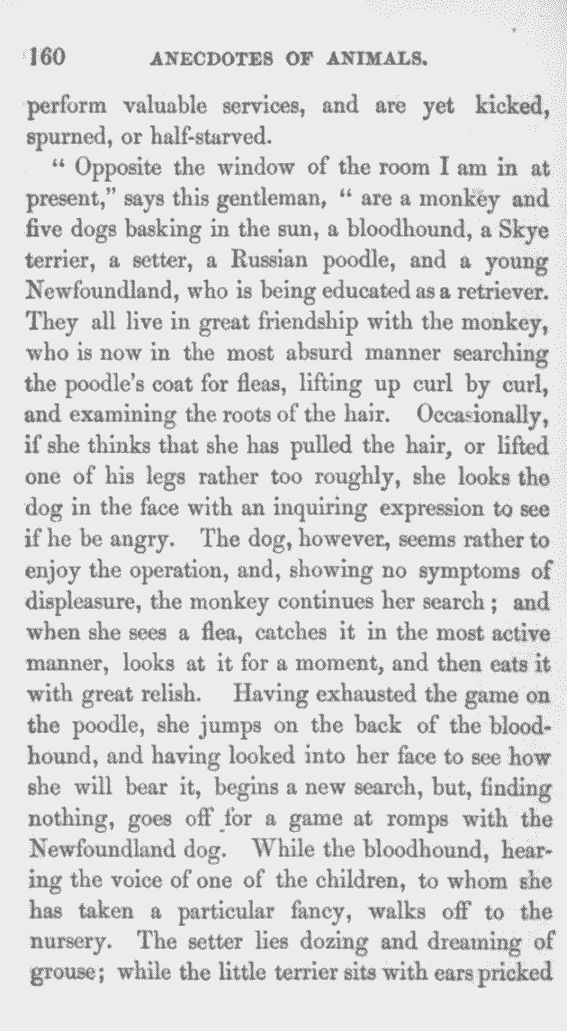 160 ANECDOTES OF ANIMALS.
perform valuable services, and are yet kicked,
spurned, or half-starved.
“ Opposite the window of the room I am in at
present,” says this gentleman, “ are a monkey and
five dogs basking in the sun, a bloodhound, a Skye
terrier, a setter, a Russian poodle, and a young
Newfoundland, who is being educated as a retriever.
They all live in great friendship with the monkey,
who is now in the most absurd manner searching
the poodle’s coat for fleas, lifting up curl by curl,
and examining the roots of the hair. Occasionally,
if she thinks that she has pulled the hair, or lifted
one of his legs rather too roughly, she looks the
dog in the face with an inquiring expression to see
if he be angry. The dog, however, seems rather to
enjoy the operation, and, showing no symptoms of
displeasure, the monkey continues her search ; and
when she sees a flea, catches it in the most active
manner, looks at it for a moment, and then eats it
with great relish. Having exhausted the game on
the poodle, she jumps on the back of the blood-
hound, and having looked into her face to see how
she will bear it, begins a new search, but, finding
nothing, goes off for a game at romps with the
Newfoundland dog. While the bloodhound, hear-
ing the voice of one of the children, to whom she
has taken a particular fancy, walks off to the
nursery. The setter lies dozing and dreaming of
grouse; while the little terrier sits with ears pricked